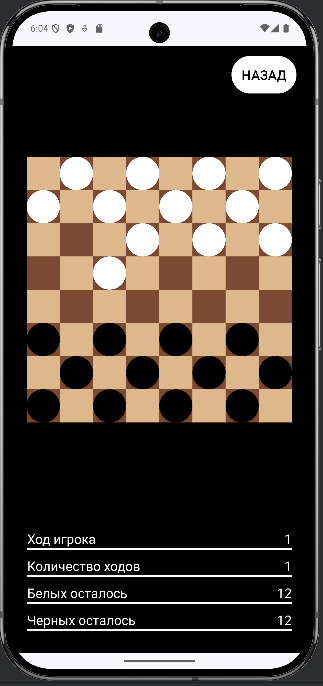 6:04
НАЗАД
Ход игрока 1
Количество ходов 1
Белых осталось 12
Черных осталось 12